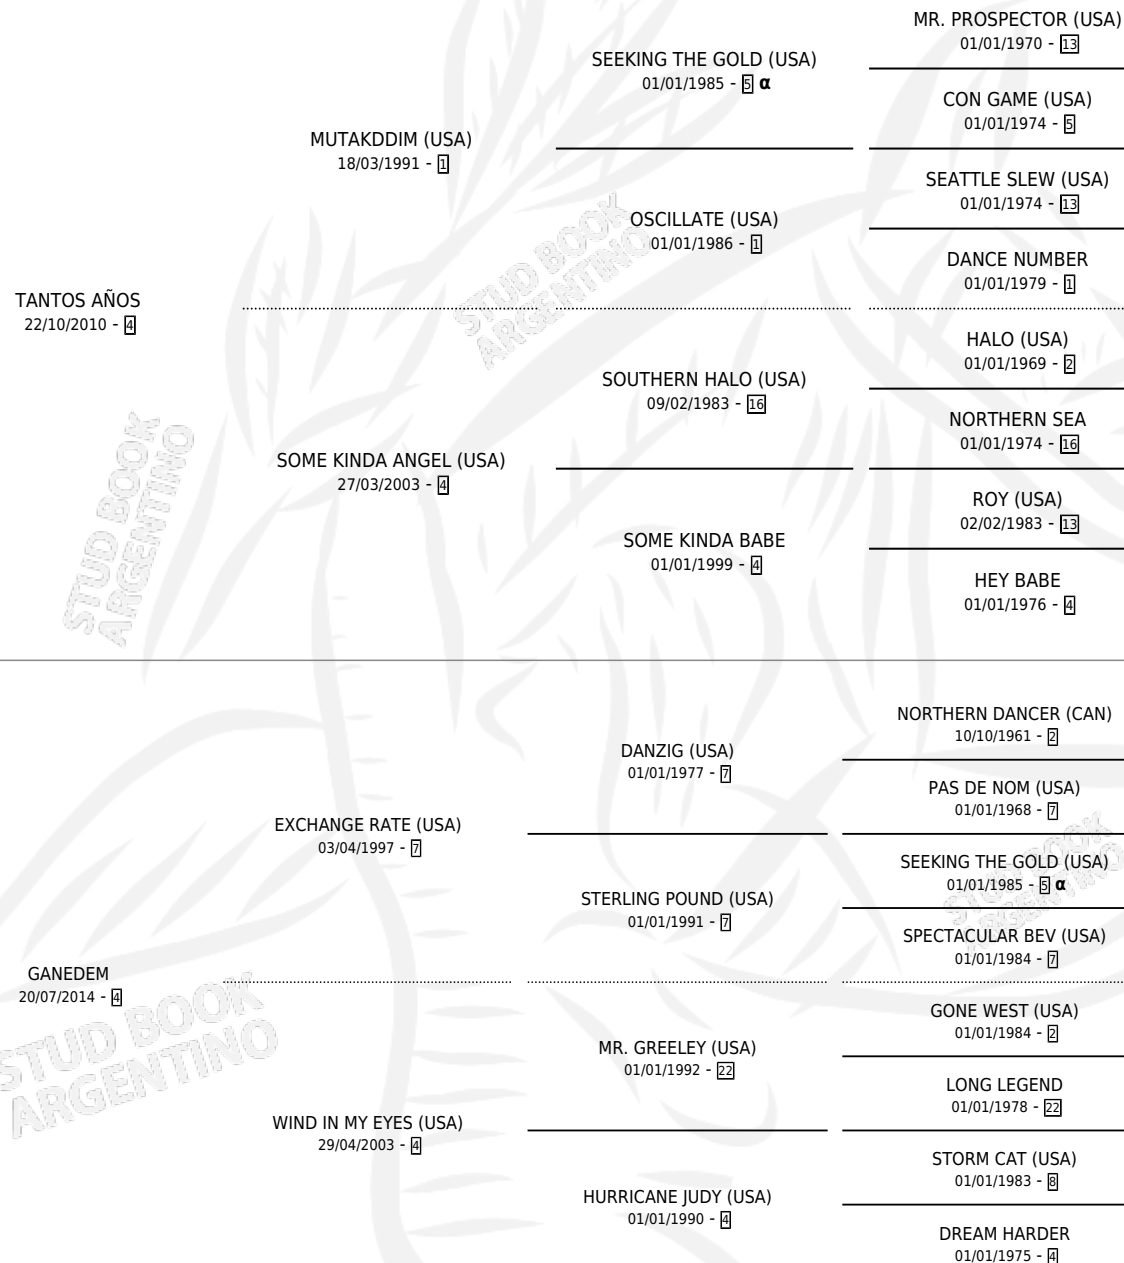 MR. PROSPECTOR (USA)
01/01/1970 - 13
SEEKING THE GOLD (USA)
01/01/1985 - 5 α
CON GAME (USA)
01/01/1974 - 5
MUTAKDDIM (USA)
18/03/1991 - 1
SEATTLE SLEW (USA)
01/01/1974 - 13
OSCILLATE (USA)
01/01/1986 - 1
DANCE NUMBER
01/01/1979 - 1
TANTOS AÑOS
22/10/2010 - 4
HALO (USA)
01/01/1969 - 2
SOUTHERN HALO (USA)
09/02/1983 - 16
NORTHERN SEA
01/01/1974 - 16
SOME KINDA ANGEL (USA)
27/03/2003 - 4
ROY (USA)
02/02/1983 - 13
SOME KINDA BABE
01/01/1999 - 4
HEY BABE
01/01/1976 - 4
NORTHERN DANCER (CAN)
10/10/1961 - 2
DANZIG (USA)
01/01/1977 - 7
PAS DE NOM (USA)
01/01/1968 - 7
EXCHANGE RATE (USA)
03/04/1997 - 7
SEEKING THE GOLD (USA)
01/01/1985 - 5 α
STERLING POUND (USA)
01/01/1991 - 7
SPECTACULAR BEV (USA)
01/01/1984 - 7
GANEDEM
20/07/2014 - 4
GONE WEST (USA)
01/01/1984 - 2
MR. GREELEY (USA)
01/01/1992 - 22
LONG LEGEND
01/01/1978 - 22
WIND IN MY EYES (USA)
29/04/2003 - 4
STORM CAT (USA)
01/01/1983 - 8
HURRICANE JUDY (USA)
01/01/1990 - 4
DREAM HARDER
01/01/1975 - 4
STUD BOOK
ARGENTINO
STUD BOOK
ARGENTINO
STUD BOOK
ARGENTINO
STUD BOOK
ARGENTINO